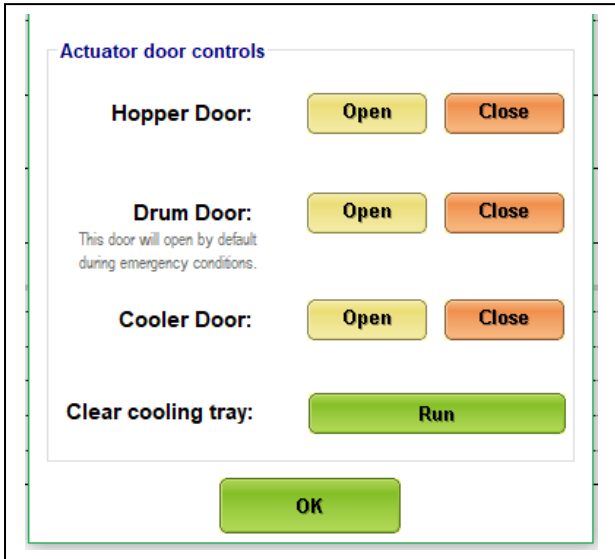 Actuator door controls
Hopper Door: Open Close
Drum Door: Open Close
This door will open by default
during emergency conditions.
Cooler Door: Open Close
Clear cooling tray: Run
OK